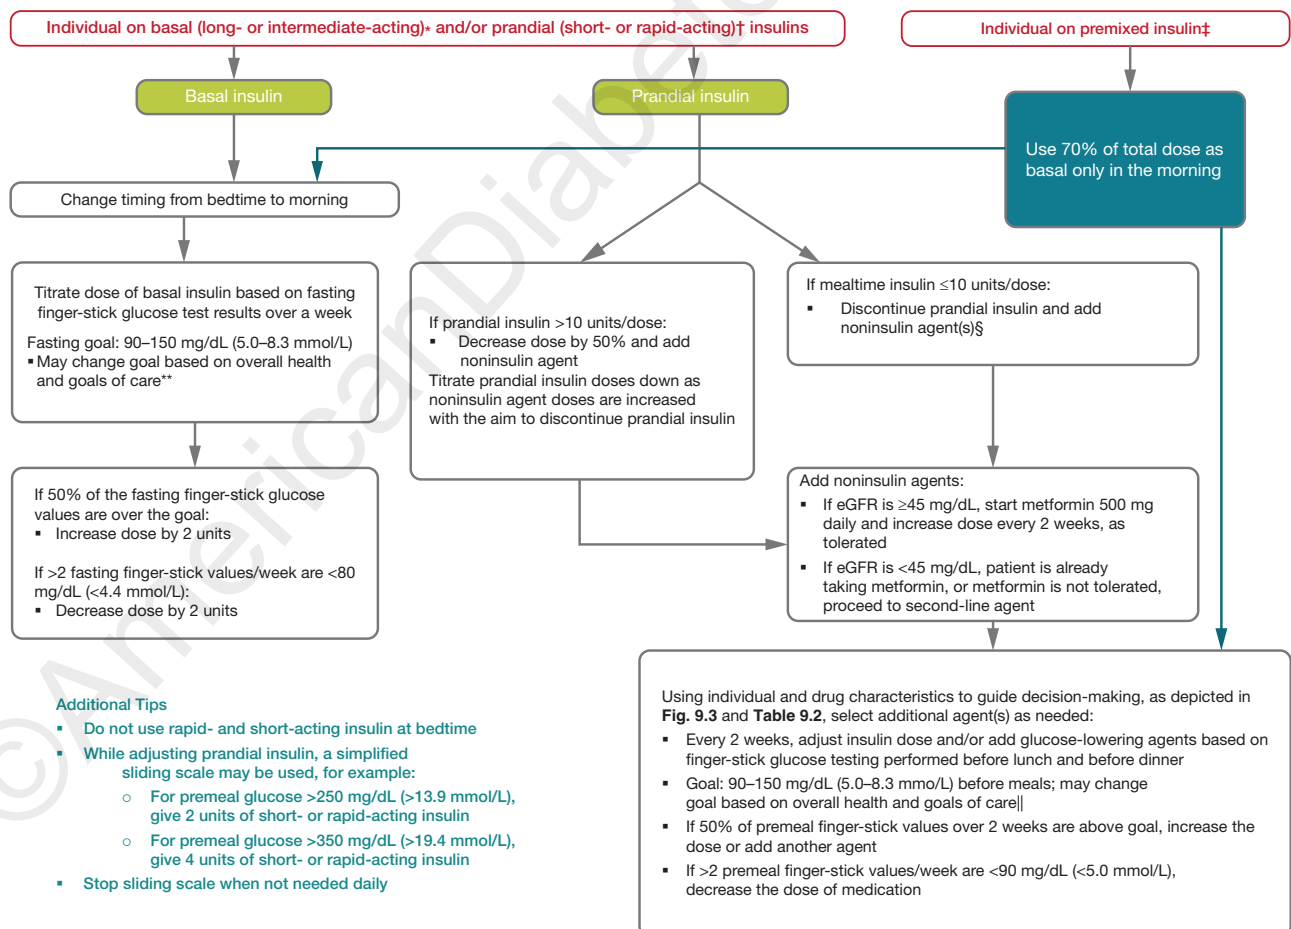 Individual on basal (long- or intermediate-acting)* and/or prandial (short- or rapid-acting)† insulins
Individual on premixed insulin‡
Basal insulin
Prandial insulin
Use 70% of total dose as
basal only in the morning
Change timing from bedtime to morning
Titrate dose of basal insulin based on fasting
finger-stick glucose test results over a week
Fasting goal: 90–150 mg/dL (5.0–8.3 mmol/L)
▪ May change goal based on overall health
and goals of care**
If 50% of the fasting finger-stick glucose
values are over the goal:
▪ Increase dose by 2 units
If >2 fasting finger-stick values/week are <80
mg/dL (<4.4 mmol/L):
▪ Decrease dose by 2 units
If prandial insulin >10 units/dose:
▪ Decrease dose by 50% and add
noninsulin agent
Titrate prandial insulin doses down as
noninsulin agent doses are increased
with the aim to discontinue prandial insulin
If mealtime insulin ≤10 units/dose:
▪ Discontinue prandial insulin and add
noninsulin agent(s)§
Add noninsulin agents:
▪ If eGFR is ≥45 mg/dL, start metformin 500 mg
daily and increase dose every 2 weeks, as
tolerated
▪ If eGFR is <45 mg/dL, patient is already
taking metformin, or metformin is not tolerated,
proceed to second-line agent
Using individual and drug characteristics to guide decision-making, as depicted in
Fig. 9.3 and Table 9.2, select additional agent(s) as needed:
▪ Every 2 weeks, adjust insulin dose and/or add glucose-lowering agents based on
finger-stick glucose testing performed before lunch and before dinner
▪ Goal: 90–150 mg/dL (5.0–8.3 mmo/L) before meals; may change
goal based on overall health and goals of care||
▪ If 50% of premeal finger-stick values over 2 weeks are above goal, increase the
dose or add another agent
▪ If >2 premeal finger-stick values/week are <90 mg/dL (<5.0 mmol/L),
decrease the dose of medication
Additional Tips
▪ Do not use rapid- and short-acting insulin at bedtime
▪ While adjusting prandial insulin, a simplified
sliding scale may be used, for example:
○ For premeal glucose >250 mg/dL (>13.9 mmol/L),
give 2 units of short- or rapid-acting insulin
○ For premeal glucose >350 mg/dL (>19.4 mmol/L),
give 4 units of short- or rapid-acting insulin
▪ Stop sliding scale when not needed daily
©AmericanDiabete